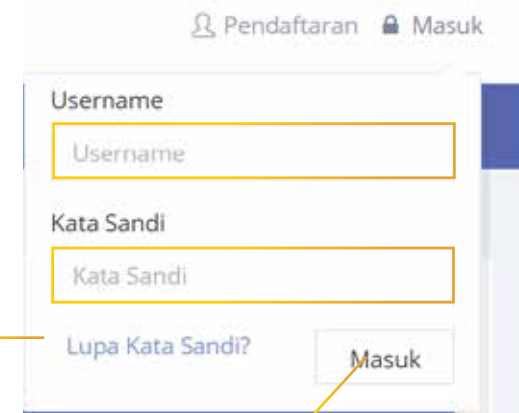 Pendaftaran Masuk
Username
Username
Kata Sandi
Kata Sandi
Lupa Kata Sandi? Masuk